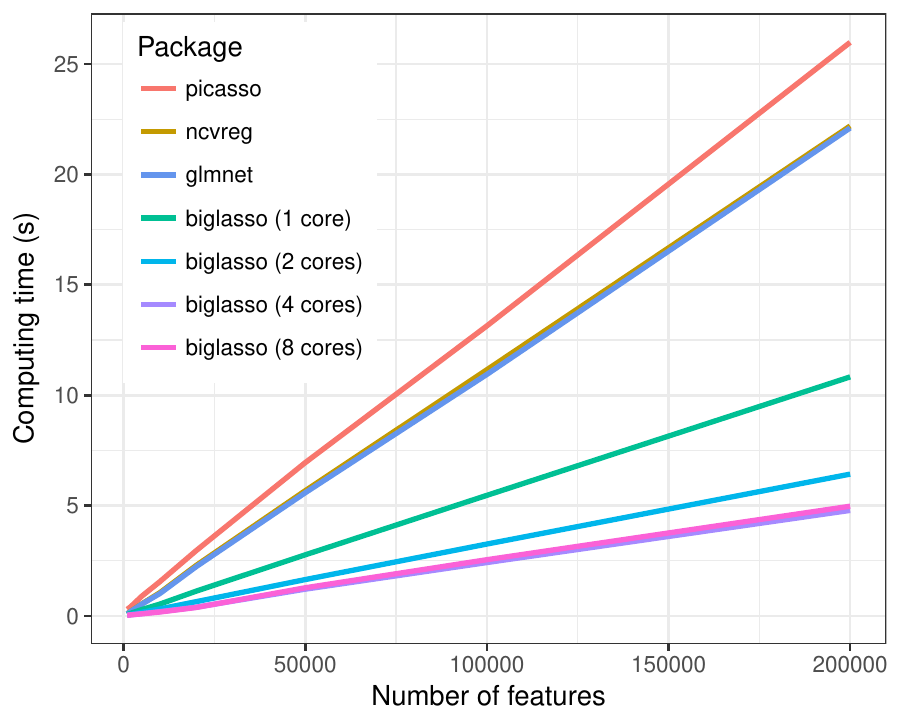 Package
picasso
ncvreg
glmnet
biglasso (1 core)
biglasso (2 cores)
biglasso (4 cores)
biglasso (8 cores)
25
20
15
10
5
0
Computing time (s)
0 50000 100000 150000 200000
Number of features